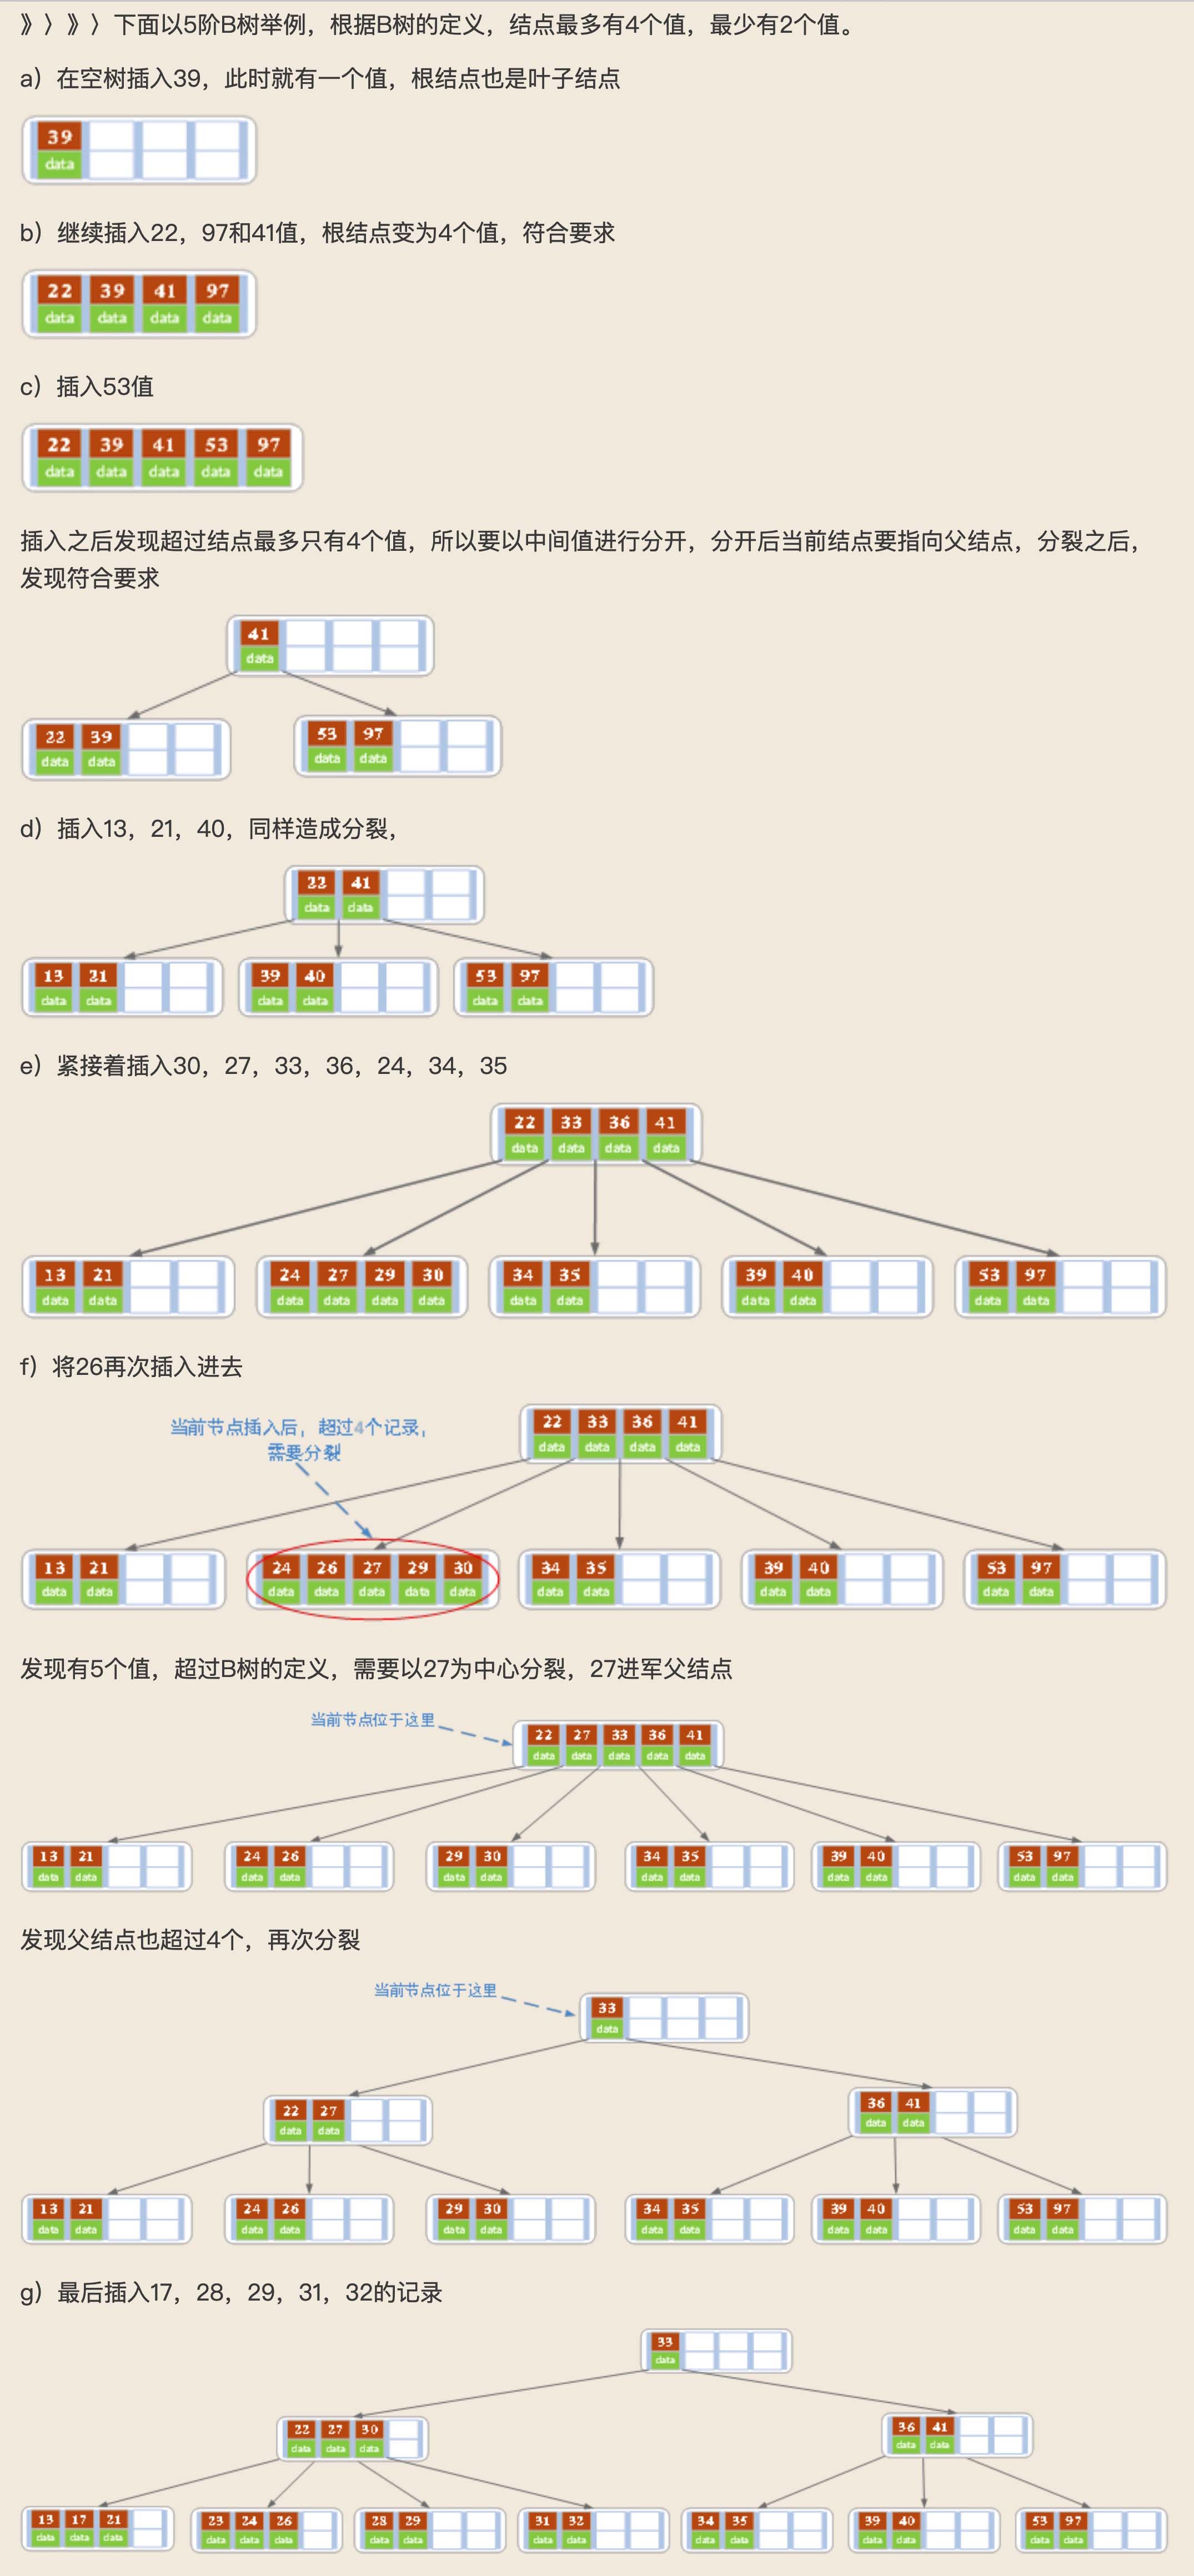 》〉》〉下面以5阶B树举例，根据B树的定义，结点最多有4个值，最少有2个值。
a）在空树插入39，此时就有一个值，根结点也是叶子结点
39
data
b）继续插入22，97和41值，根结点变为4个值，符合要求
22 39 41 97
data data data data
c）插入53值
22 39 41 53 97
data data data data data
插入之后发现超过结点最多只有4个值，所以要以中间值进行分开，分开后当前结点要指向父结点，分裂之后，
发现符合要求
41
data
22 39 53 97
data data data data
d）插入13，21，40，同样造成分裂，
22 41
data data
13 21 39 40 53 97
data data data data data data
e）紧接着插入30，27，33，36，24，34，35
22 33 36 41
data data data data
13 21 24 27 29 30 34 35 39 40 53 97
data data data data data data data data data data data data
f）将26再次插入进去
当前节点插入后，超过4个记录，
需要分裂
22 33 36 41
data data data data
13 21 24 26 27 29 30 34 35 39 40 53 97
data data data data data data data data data data data data data
发现有5个值，超过B树的定义，需要以27为中心分裂，27进军父结点
当前节点位于这里
22 27 33 36 41
data data data data data
13 21 24 26 29 30 34 35 39 40 53 97
data data data data data data data data data data data data
发现父结点也超过4个，再次分裂
当前节点位于这里
33
data
22 27 36 41
data data data data
13 21 24 26 29 30 34 35 39 40 53 97
data data data data data data data data data data data data
g）最后插入17，28，29，31，32的记录
33
data
22 27 30 36 41
data data data data data
13 17 21 23 24 26 28 29 31 32 34 35 39 40 53 97
data data data data data data data data data data data data data data data data